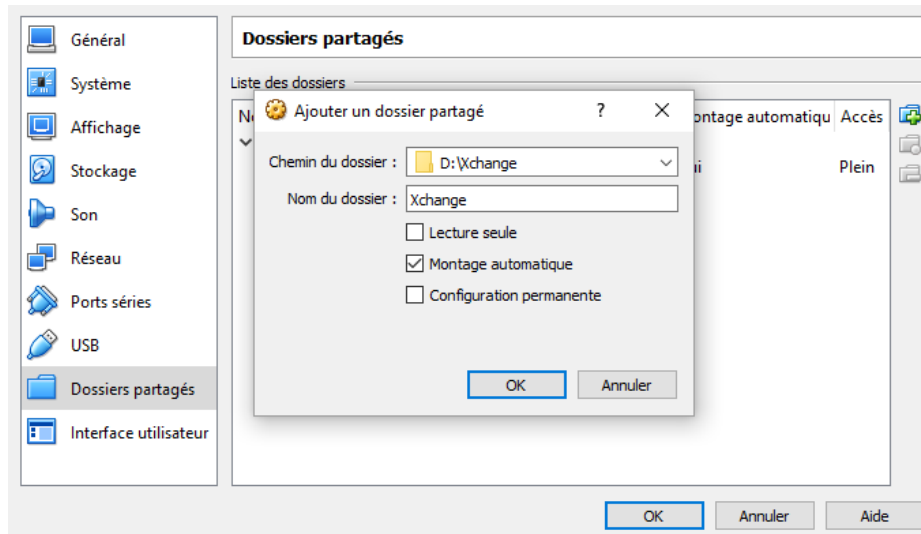 Général
Système
Affichage
Stockage
Son
Réseau
Ports séries
USB
Dossiers partagés
Interface utilisateur
Dossiers partagés
Liste des dossiers
ontage automatiqu Accès
Plein
Ajouter un dossier partagé ? X
Chemin du dossier : D:\Xchange
Nom du dossier : Xchange
Lecture seule
Montage automatique
Configuration permanente
OK Annuler
OK Annuler Aide